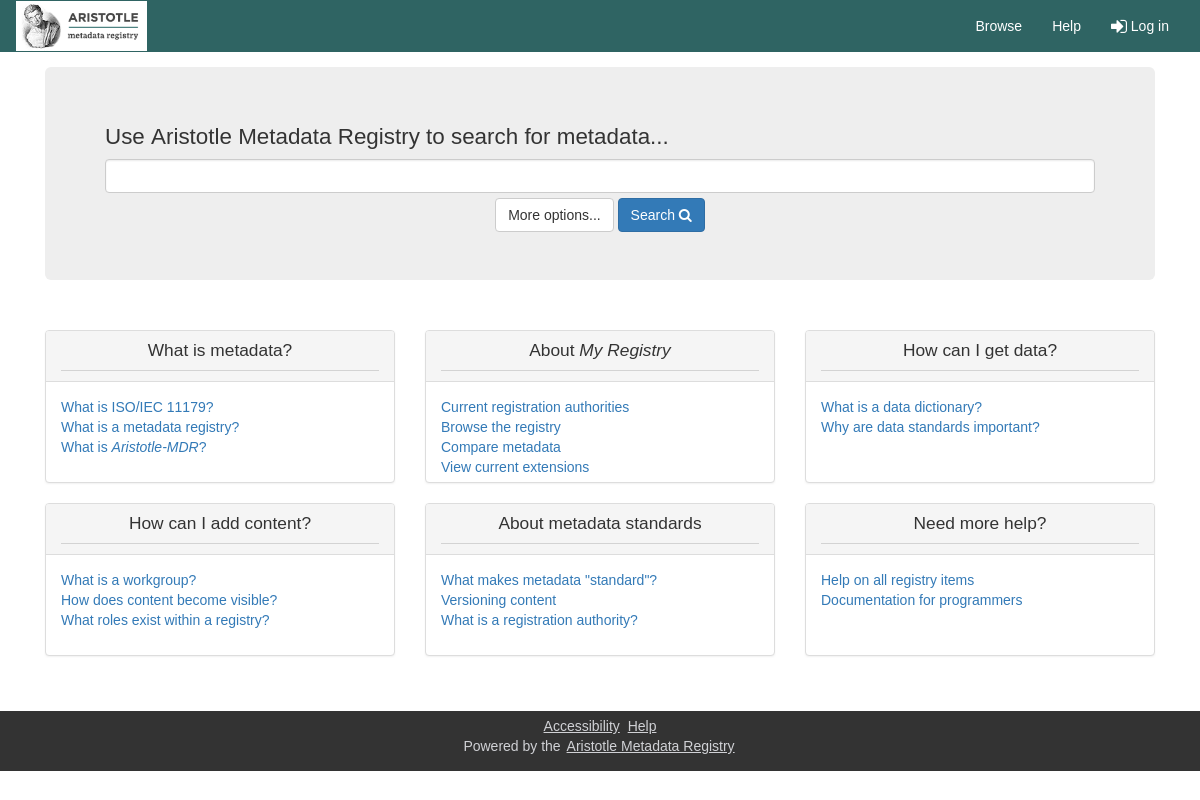 ARISTOTLE
metadata registry
Browse Help Log in
Use Aristotle Metadata Registry to search for metadata...
More options... Search
What is metadata?
What is ISO/IEC 11179?
What is a metadata registry?
What is Aristotle-MDR?
About My Registry
Current registration authorities
Browse the registry
Compare metadata
View current extensions
How can I get data?
What is a data dictionary?
Why are data standards important?
How can I add content?
What is a workgroup?
How does content become visible?
What roles exist within a registry?
About metadata standards
What makes metadata "standard"?
Versioning content
What is a registration authority?
Need more help?
Help on all registry items
Documentation for programmers
Accessibility Help
Powered by the Aristotle Metadata Registry